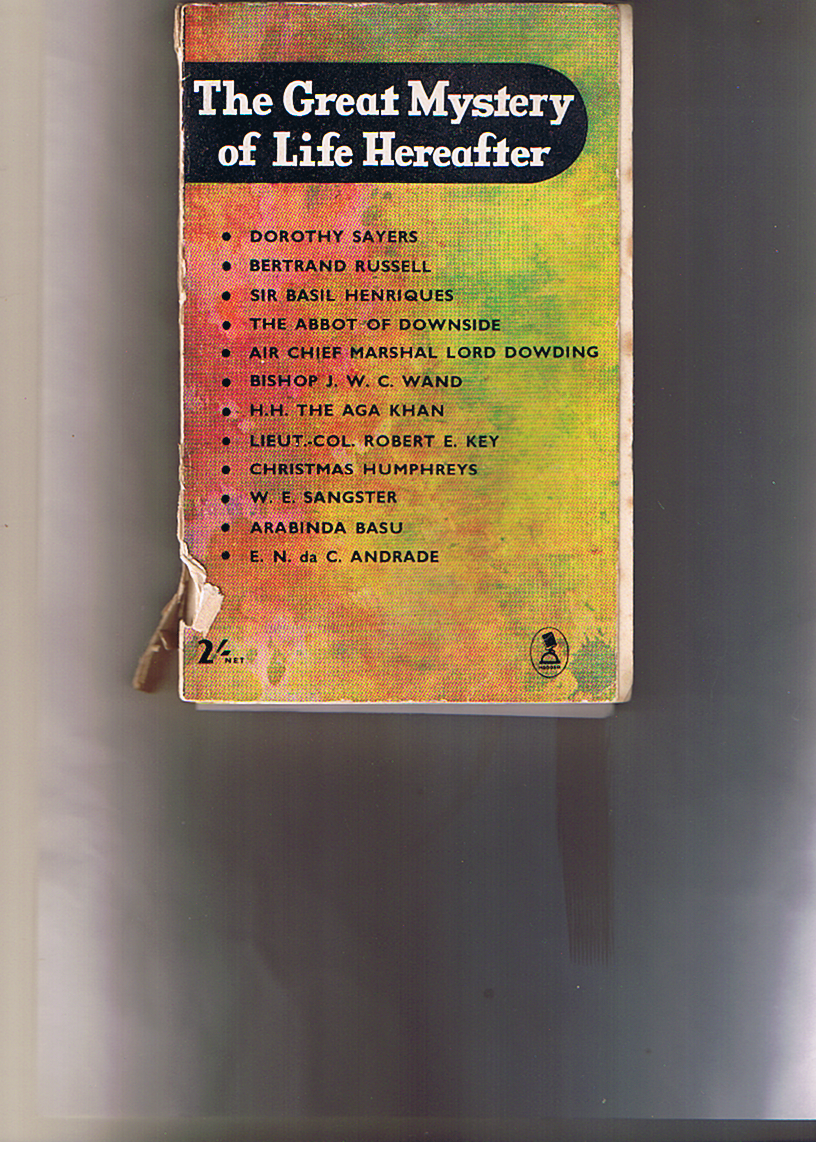 The Great Mystery
of Life Hereafter
• DOROTHY SAYERS
• BERTRAND RUSSELL
• SIR BASIL HENRIQUES
• THE ABBOT OF DOWNSIDE
• AIR CHIEF MARSHAL LORD DOWDING
• BISHOP J. W. C. WAND
• H.H. THE AGA KHAN
• LIEUT.-COL. ROBERT E. KEY
• CHRISTMAS HUMPHREYS
• W. E. SANGSTER
• ARABINDA BASU
• E. N. da C. ANDRADE
2/- NET